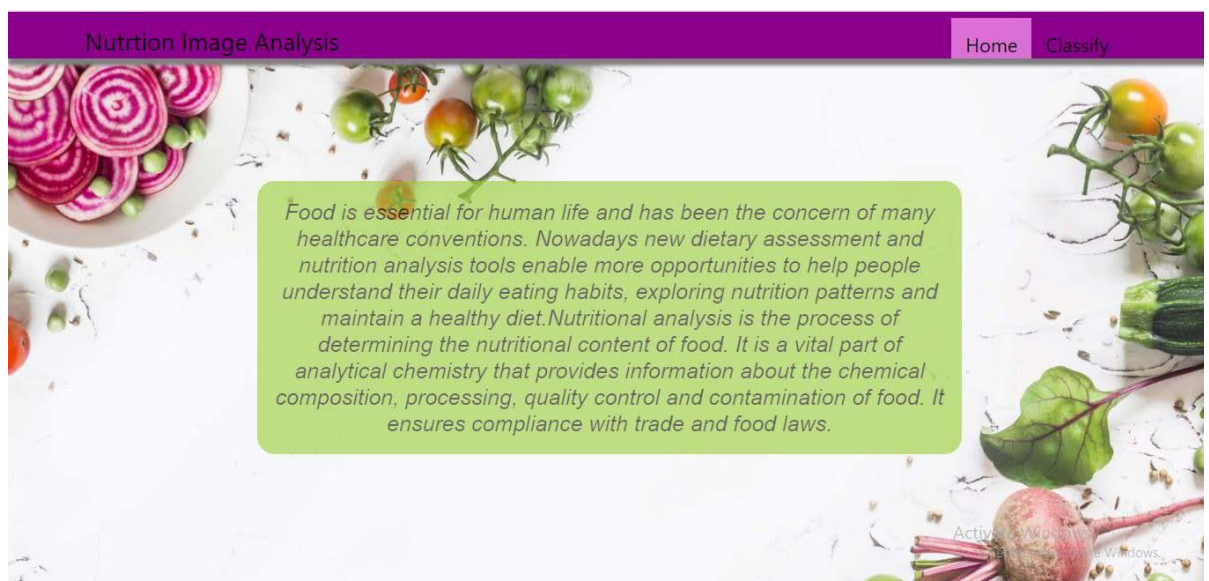 Nutrtion Image Analysis
Home Classify
Food is essential for human life and has been the concern of many
healthcare conventions. Nowadays new dietary assessment and
nutrition analysis tools enable more opportunities to help people
understand their daily eating habits, exploring nutrition patterns and
maintain a healthy diet.Nutritional analysis is the process of
determining the nutritional content of food. It is a vital part of
analytical chemistry that provides information about the chemical
composition, processing, quality control and contamination of food. It
ensures compliance with trade and food laws.
Windows.